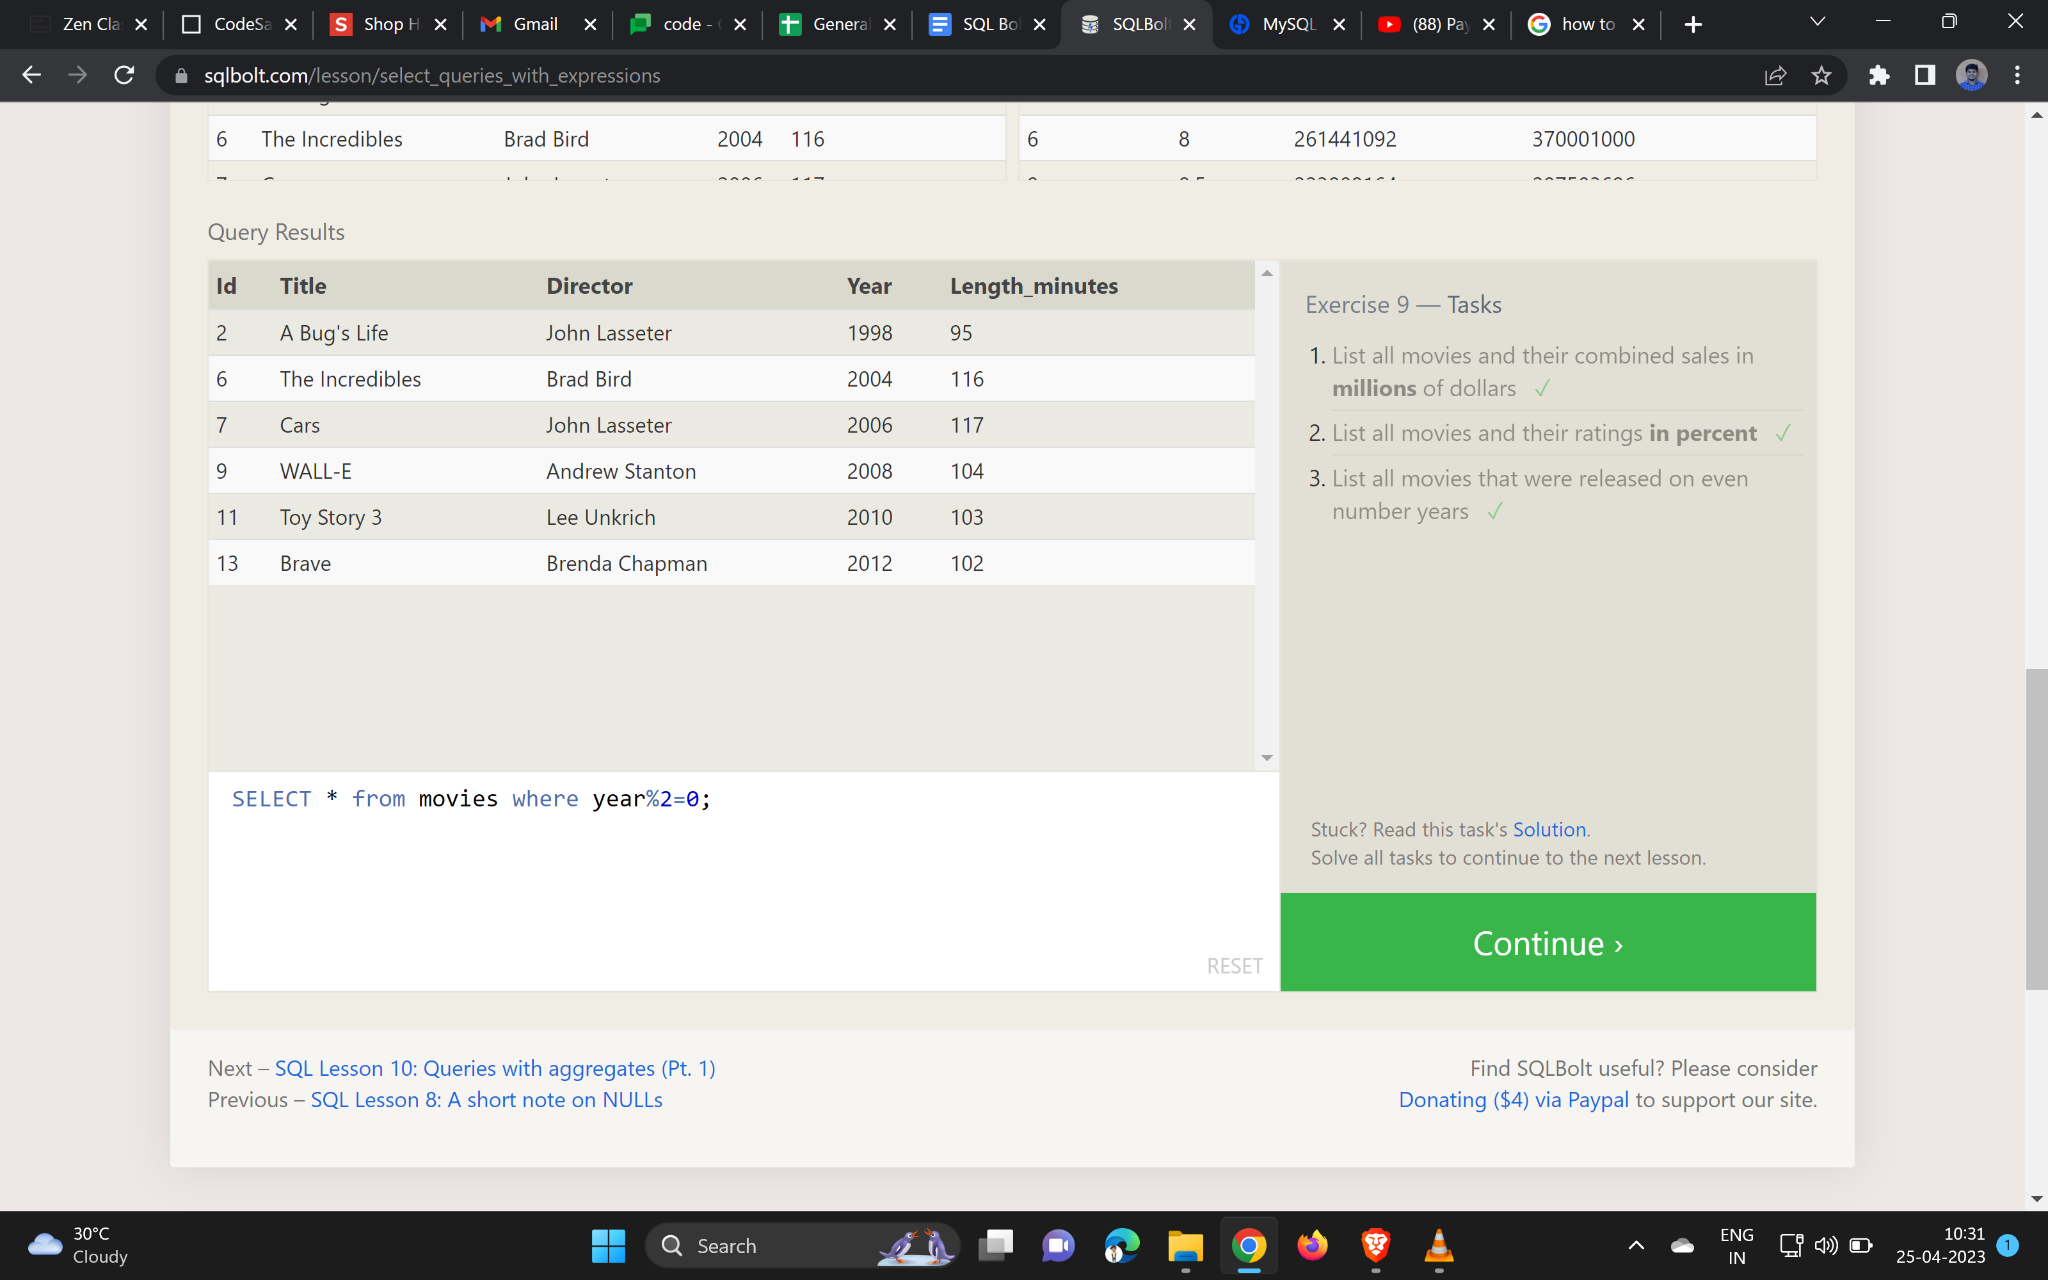 Zen Cla
CodeSa
Shop H
Gmail
code -
General
SQL Bo
SQLBolt
MySQL
(88) Pay
how to
sqlbolt.com/lesson/select_queries_with_expressions
6 The Incredibles Brad Bird 2004 116
6 8 261441092 370001000
Query Results
Id Title Director Year Length_minutes
2 A Bug's Life John Lasseter 1998 95
6 The Incredibles Brad Bird 2004 116
7 Cars John Lasseter 2006 117
9 WALL-E Andrew Stanton 2008 104
11 Toy Story 3 Lee Unkrich 2010 103
13 Brave Brenda Chapman 2012 102
SELECT * from movies where year%2=0;
RESET
Exercise 9 — Tasks
1. List all movies and their combined sales in
millions of dollars ✓
2. List all movies and their ratings in percent ✓
3. List all movies that were released on even
number years ✓
Stuck? Read this task's Solution.
Solve all tasks to continue to the next lesson.
Continue ›
Next – SQL Lesson 10: Queries with aggregates (Pt. 1)
Previous – SQL Lesson 8: A short note on NULLs
Find SQLBolt useful? Please consider
Donating ($4) via Paypal to support our site.
30°C
Cloudy
Search
ENG
IN
10:31
25-04-2023
1